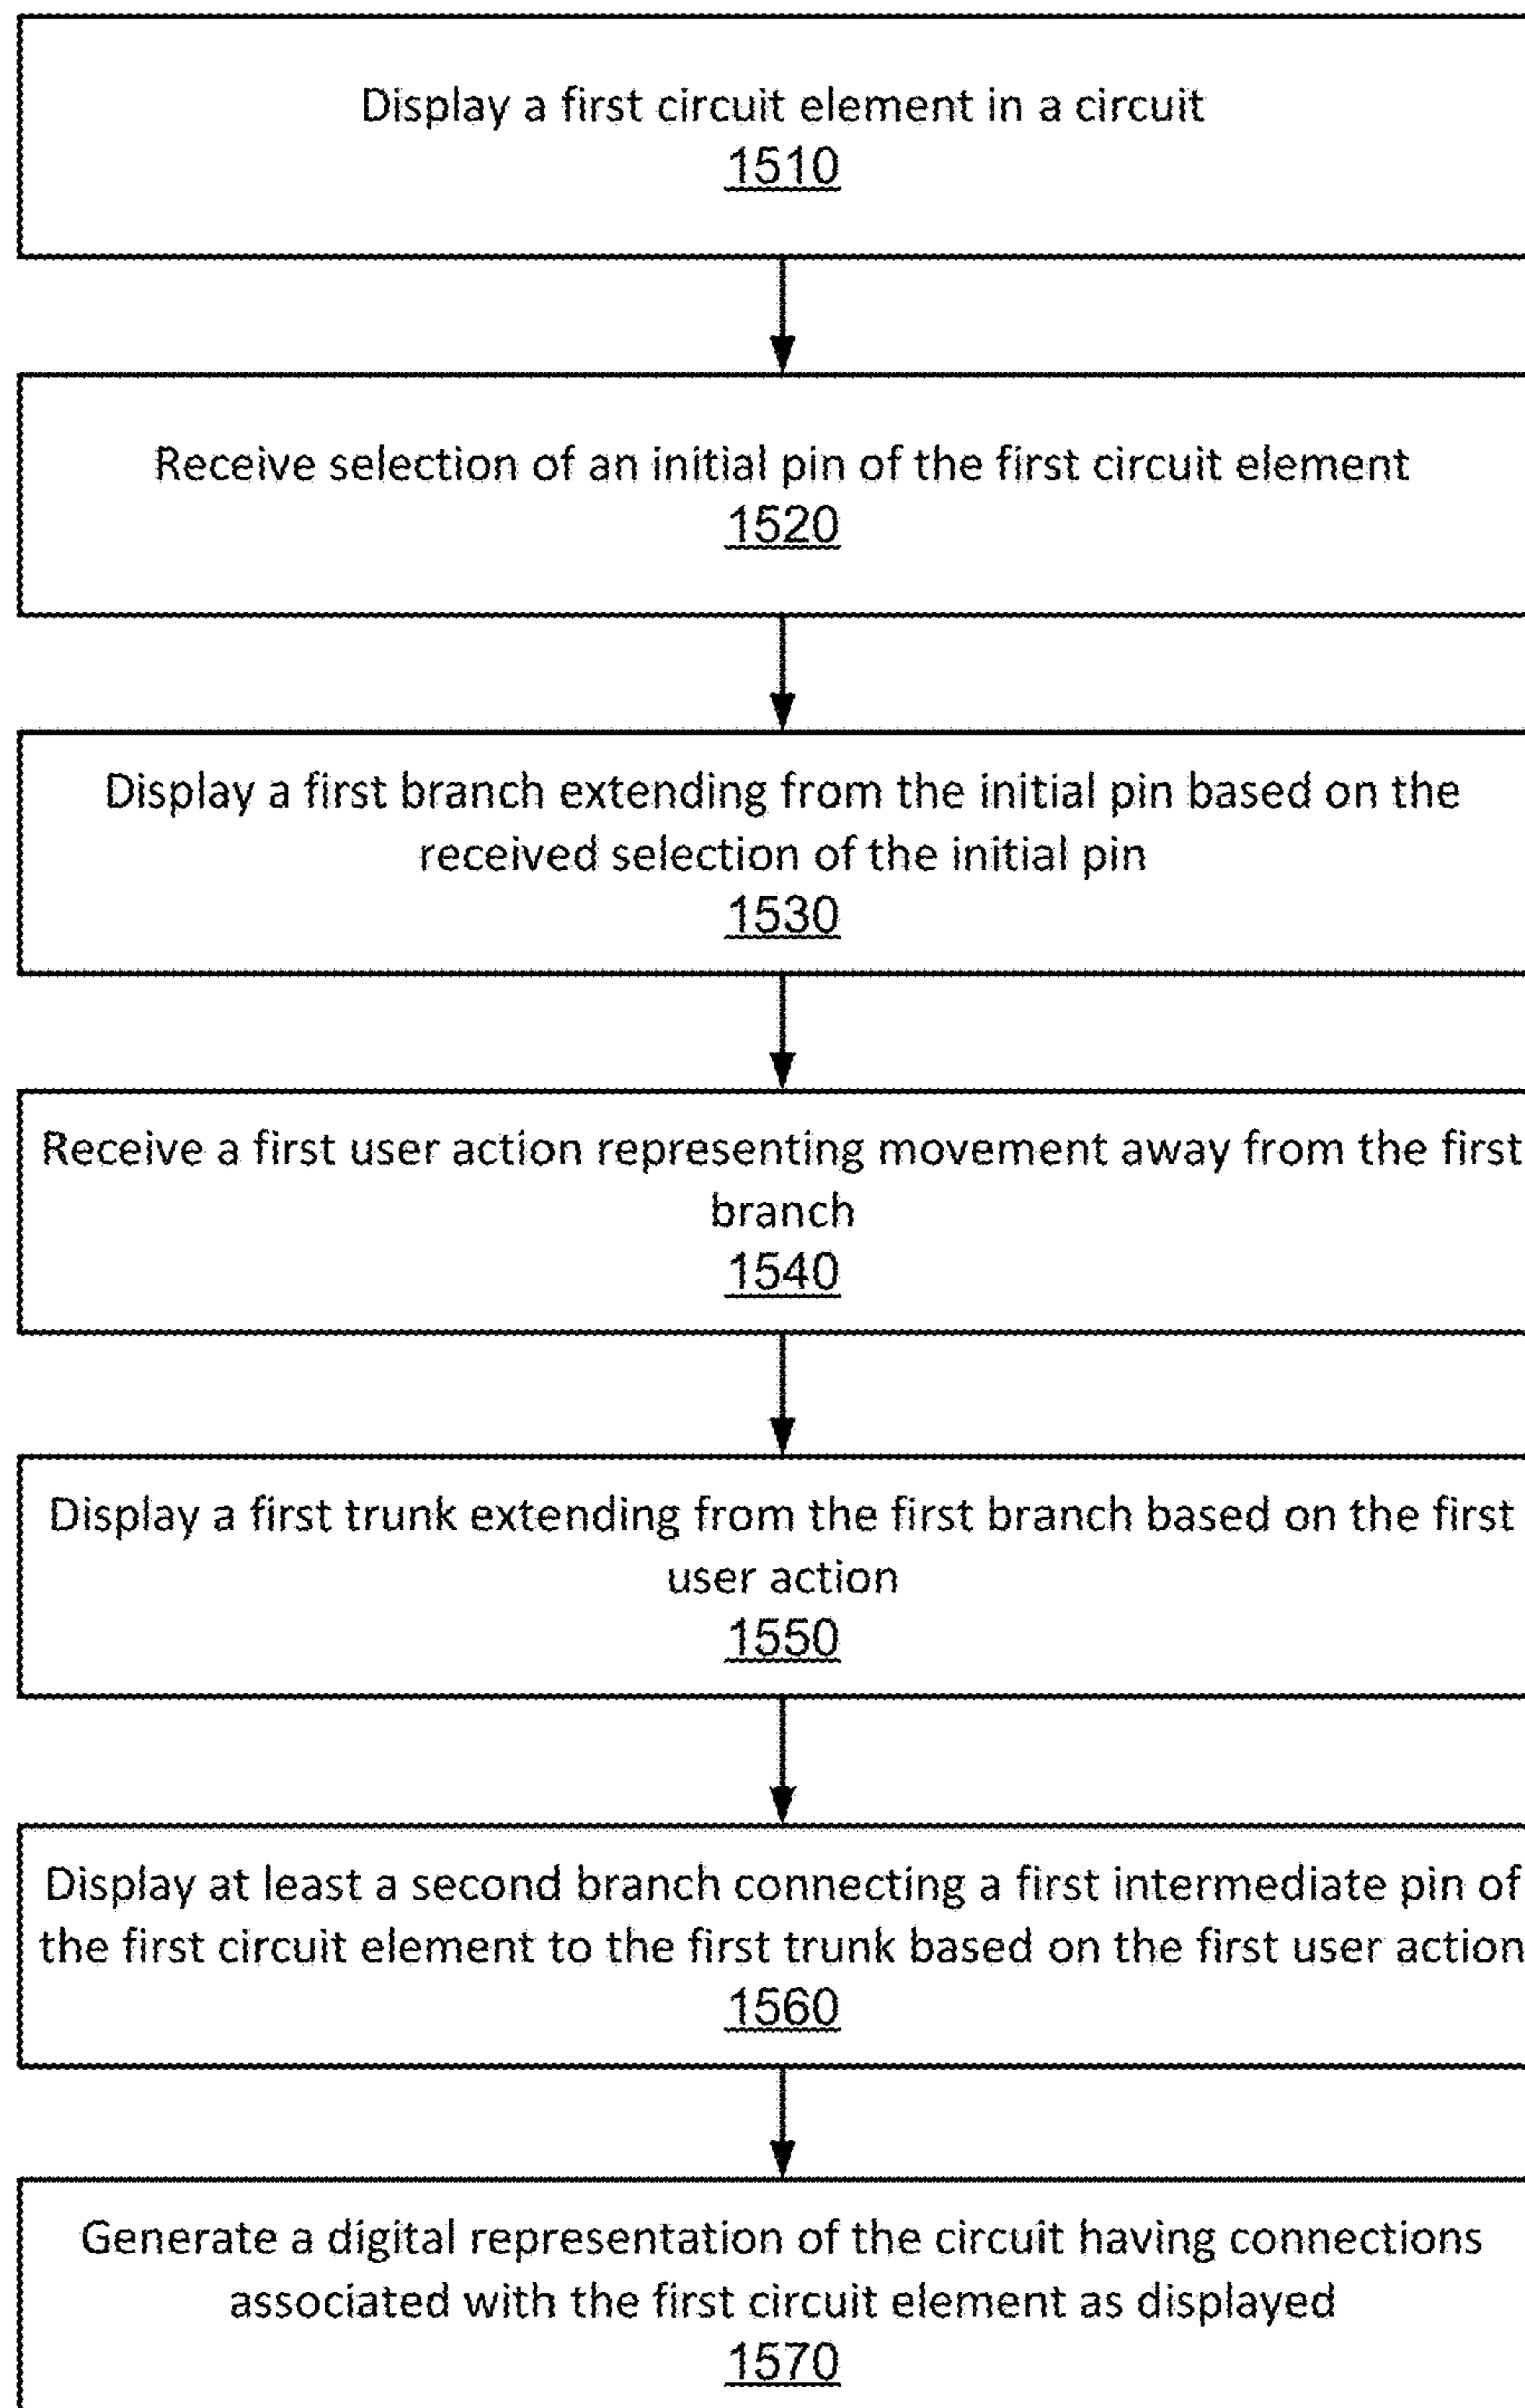 Display a first circuit element in a circuit
1510
Receive selection of an initial pin of the first circuit element
1520
Display a first branch extending from the initial pin based on the
received selection of the initial pin
1530
Receive a first user action representing movement away from the first
branch
1540
Display a first trunk extending from the first branch based on the first
user action
1550
Display at least a second branch connecting a first intermediate pin of
the first circuit element to the first trunk based on the first user action
1560
Generate a digital representation of the circuit having connections
associated with the first circuit element as displayed
1570